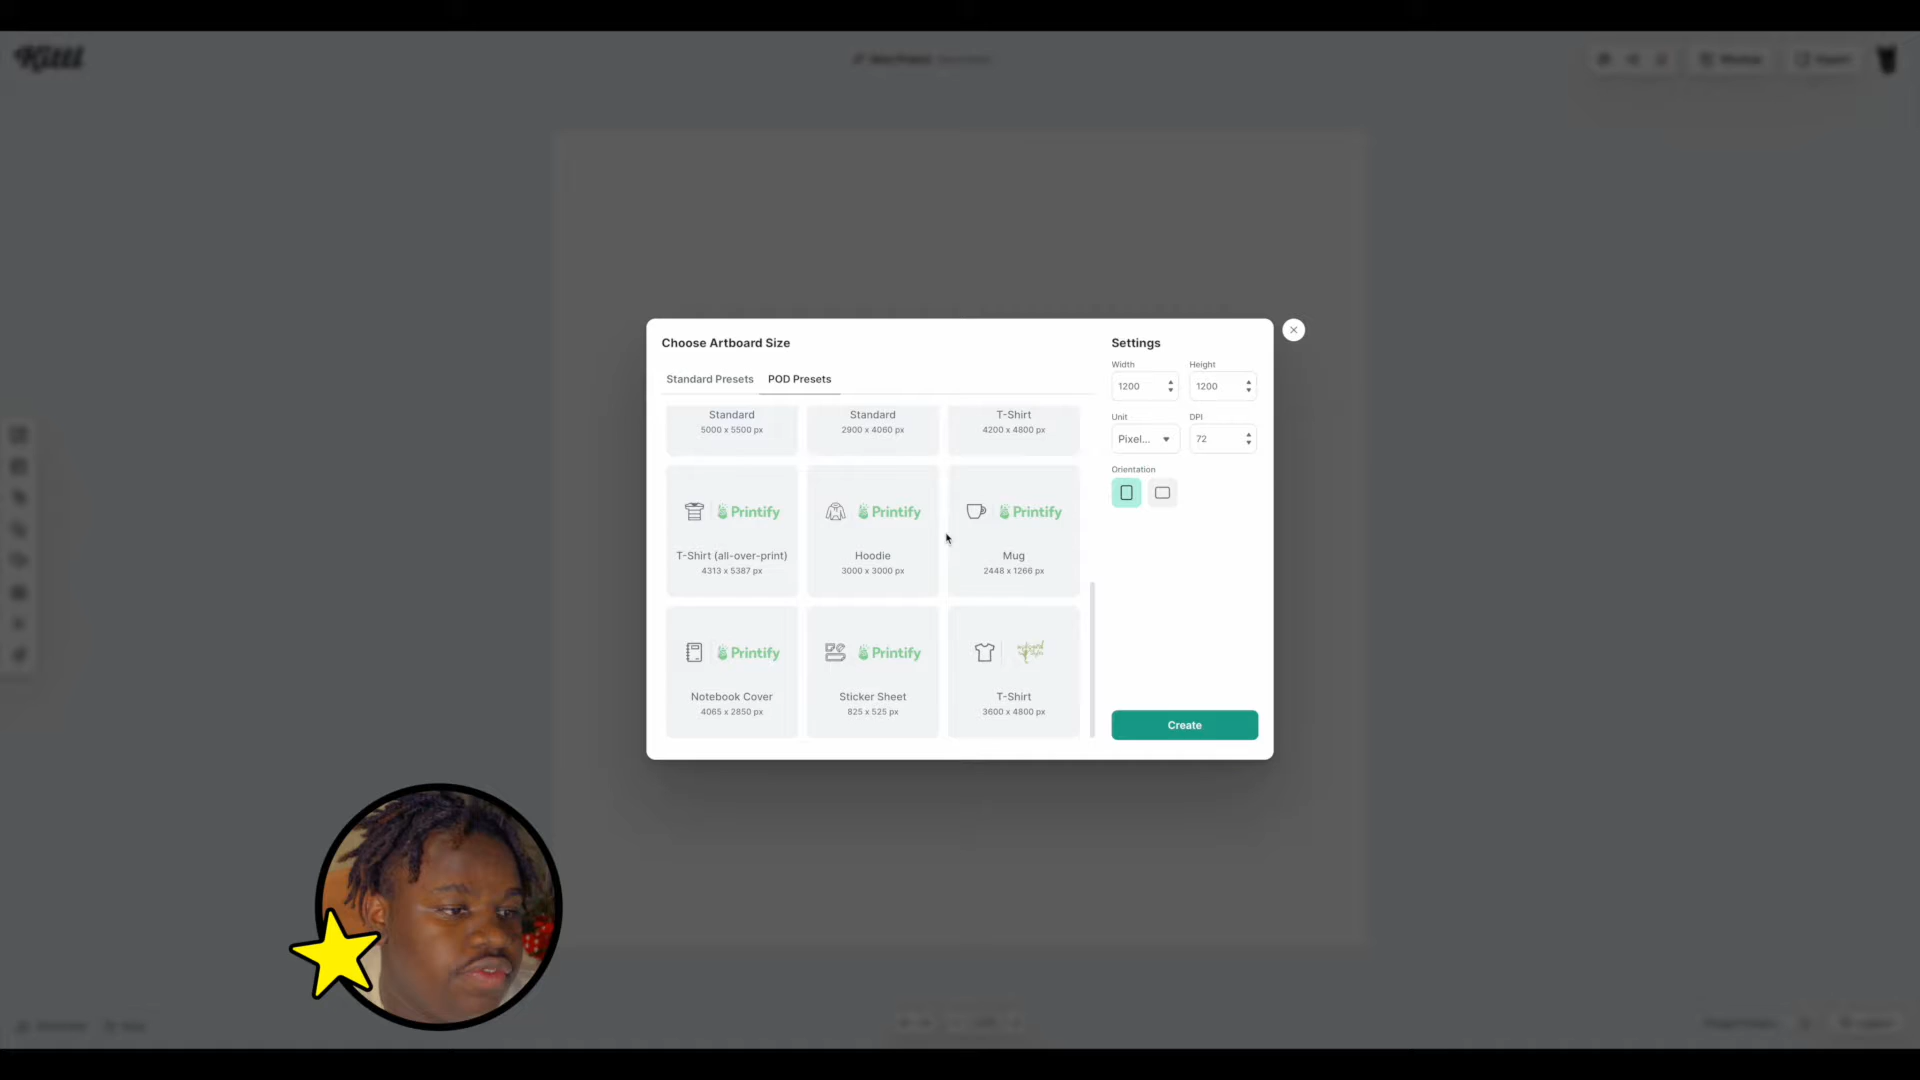 Kittl
Choose Artboard Size
Settings
Width
Height
1200
1200
Standard Presets
POD Presets
Unit
DPI
Pixel...
72
Standard
5000 x 5500 px
Standard
2900 x 4060 px
T-Shirt
4200 x 4800 px
Orientation
Printify
T-Shirt (all-over-print)
4313 x 5387 px
Printify
Hoodie
3000 x 3000 px
Printify
Mug
2448 x 1266 px
Printify
Notebook Cover
4065 x 2850 px
Printify
Sticker Sheet
825 x 525 px
T-Shirt
3600 x 4800 px
Create